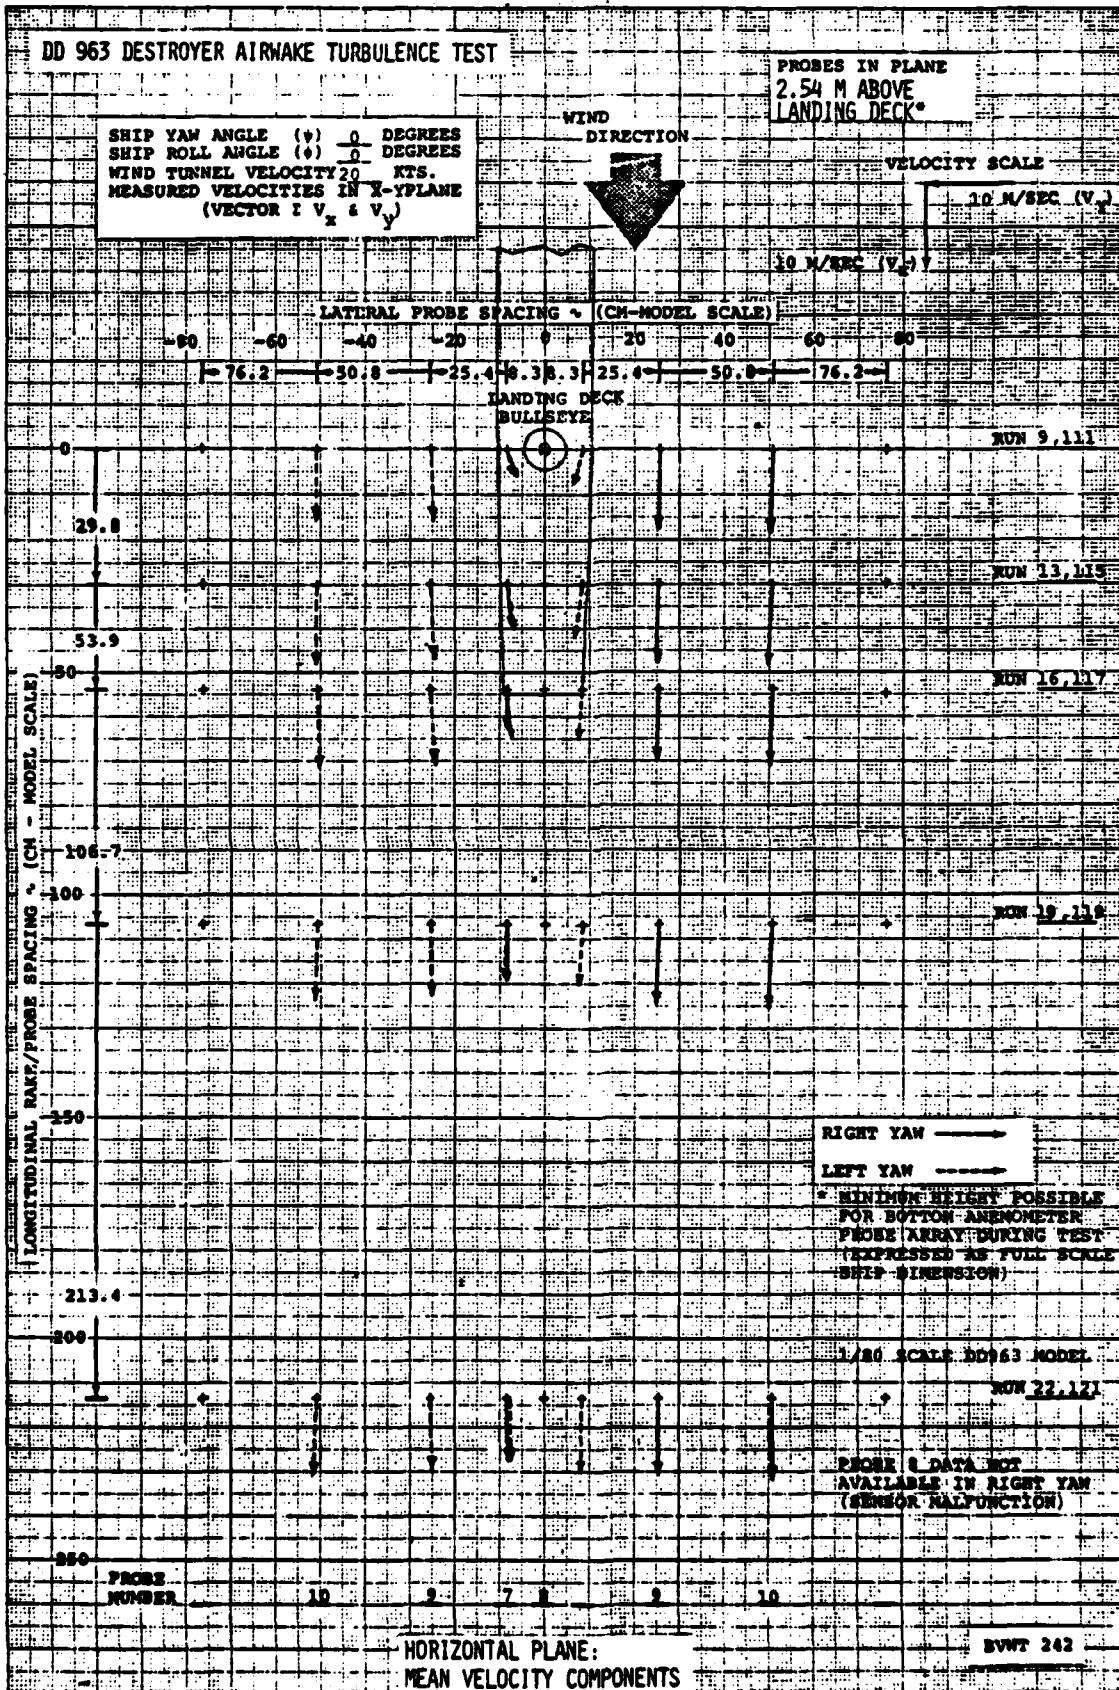 DD 963 DESTROYER AIRWAKE TURBULENCE TEST
PROBES IN PLANE
2.54 M ABOVE
LANDING DECK*
SHIP YAW ANGLE (ψ) 0 DEGREES
SHIP ROLL ANGLE (φ) 0 DEGREES
WIND TUNNEL VELOCITY 20 KTS.
MEASURED VELOCITIES IN X-YPLANE
(VECTOR Σ Vx & Vy)
WIND
DIRECTION
VELOCITY SCALE
10 M/SEC (Vy)
10 M/SEC (Vx)
LATERAL PROBE SPACING ~ (CM-MODEL SCALE)
-80 -60 -40 -20 0 20 40 60 80
76.2 50.8 25.4 8.3 8.3 25.4 50.8 76.2
LANDING DECK
BULLSEYE
0
RUN 9,111
29.8
RUN 13,115
53.9
50
RUN 16,117
LONGITUDINAL RAKE/PROBE SPACING ~ (CM - MODEL SCALE)
106.7
100
RUN 19,119
150
RIGHT YAW
LEFT YAW
* MINIMUM HEIGHT POSSIBLE
FOR BOTTOM ANEMOMETER
PROBE ARRAY DURING TEST
(EXPRESSED AS FULL SCALE
SHIP DIMENSION)
213.4
200
1/80 SCALE DD963 MODEL
RUN 22,121
PROBE 8 DATA NOT
AVAILABLE IN RIGHT YAW
(SENSOR MALFUNCTION)
250
PROBE
NUMBER 10 9 7 8 9 10
HORIZONTAL PLANE:
MEAN VELOCITY COMPONENTS
BVWT 242